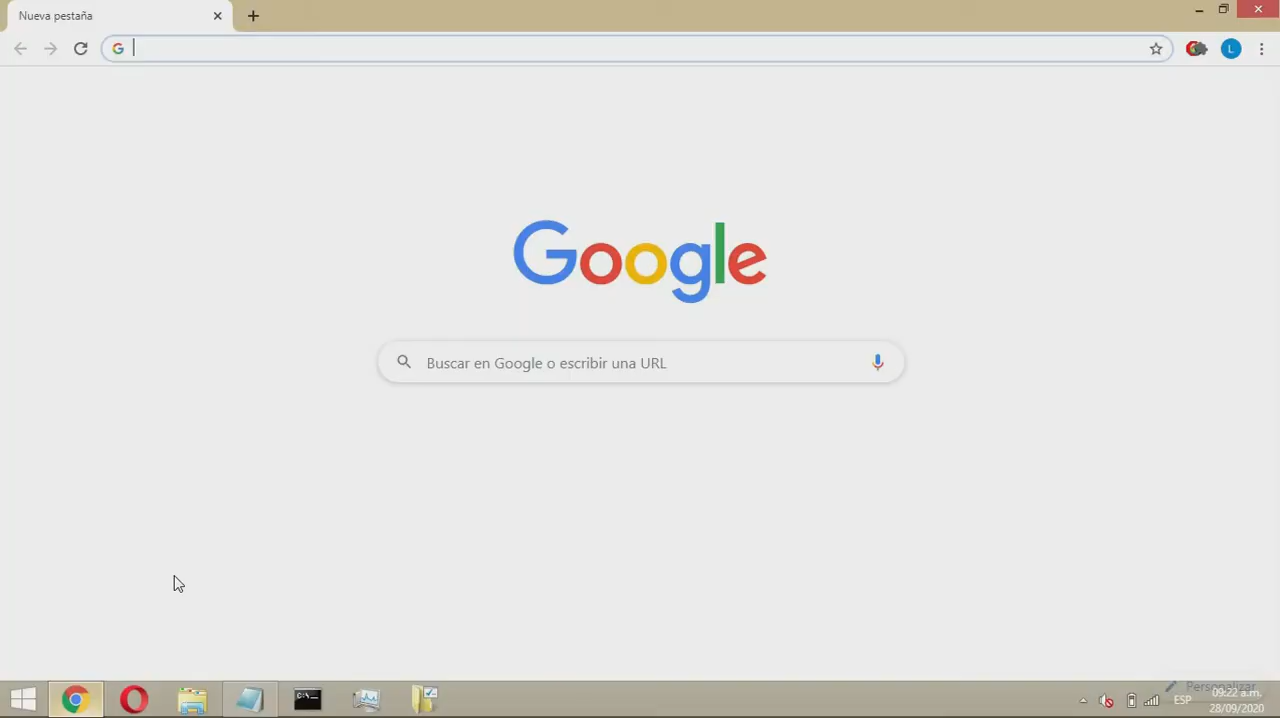 Nueva pestaña
Google
Buscar en Google o escribir una URL
L
C:\
Personalizar
ESP
09:22 a.m.
28/09/2020